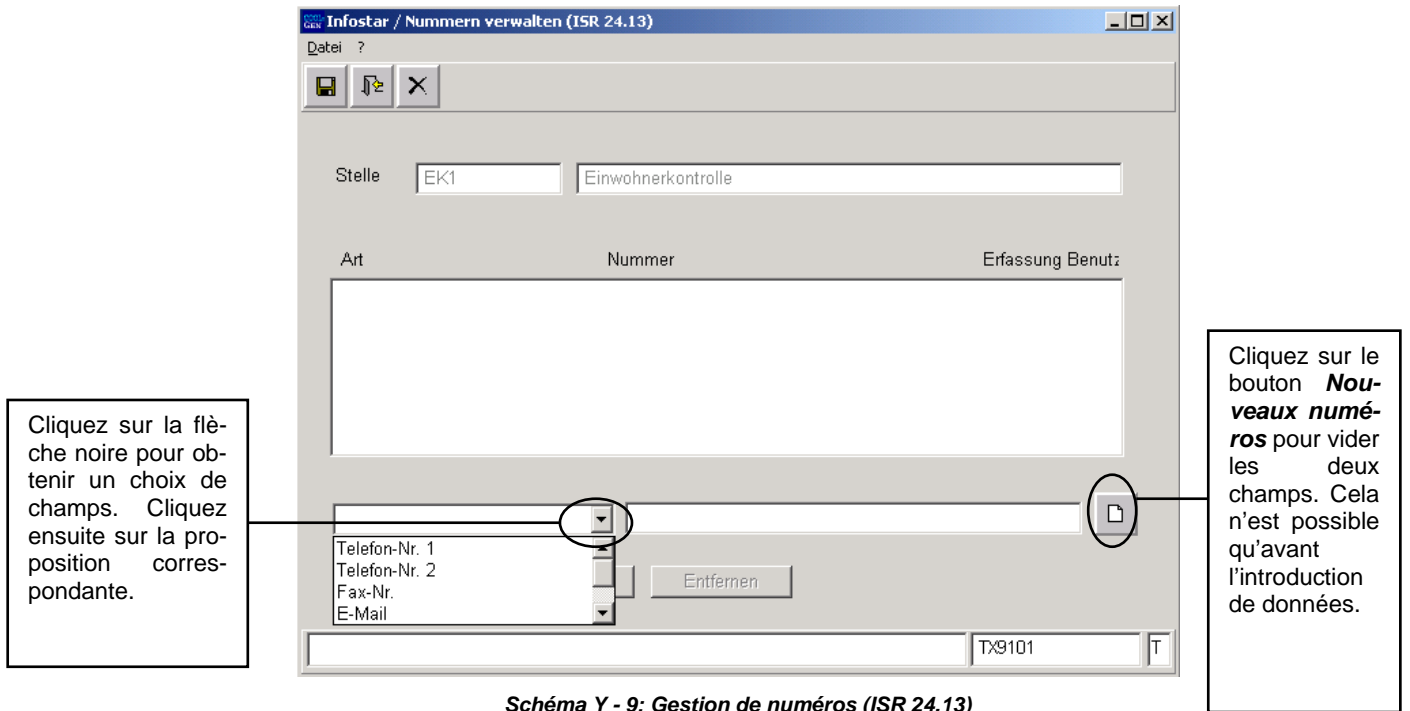 GEN Infostar / Nummern verwalten (ISR 24.13)
Datei ?
Stelle EK1 Einwohnerkontrolle
Art Nummer Erfassung Benutz
Telefon-Nr. 1
Telefon-Nr. 2
Fax-Nr.
E-Mail
Entfernen
TX9101 T
Cliquez sur la flè-
che noire pour ob-
tenir un choix de
champs. Cliquez
ensuite sur la pro-
position corres-
pondante.
Cliquez sur le
bouton Nou-
veaux numé-
ros pour vider
les deux
champs. Cela
n’est possible
qu’avant
l’introduction
de données.
Schéma Y - 9: Gestion de numéros (ISR 24.13)